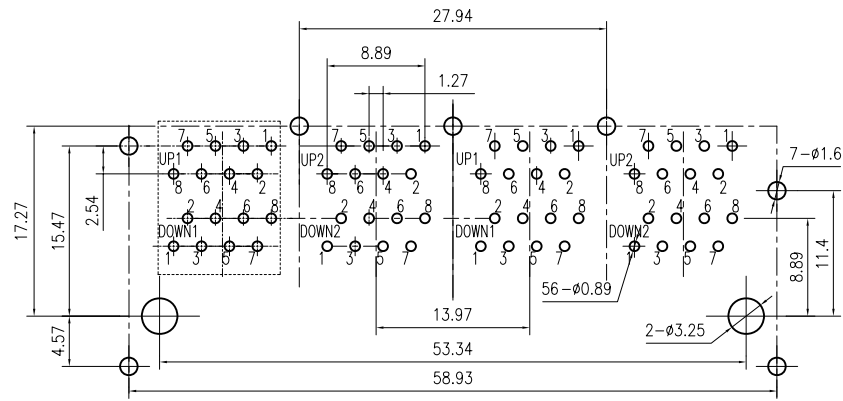 27.94
8.89
1.27
7 5 3 1 7 5 3 1 7 5 3 1 7 5 3 1
UP1 UP2 UP1 UP2
8 6 4 2 8 6 4 2 8 6 4 2 8 6 4 2
7-ø1.6
17.27
15.47
2.54
2 4 6 8 2 4 6 8 2 4 6 8 2 4 6 8
DOWN1 DOWN2 DOWN1 DOWN2
1 3 5 7 1 3 5 7 1 3 5 7 1 3 5 7
8.89
11.4
56-ø0.89
13.97
2-ø3.25
4.57
53.34
58.93